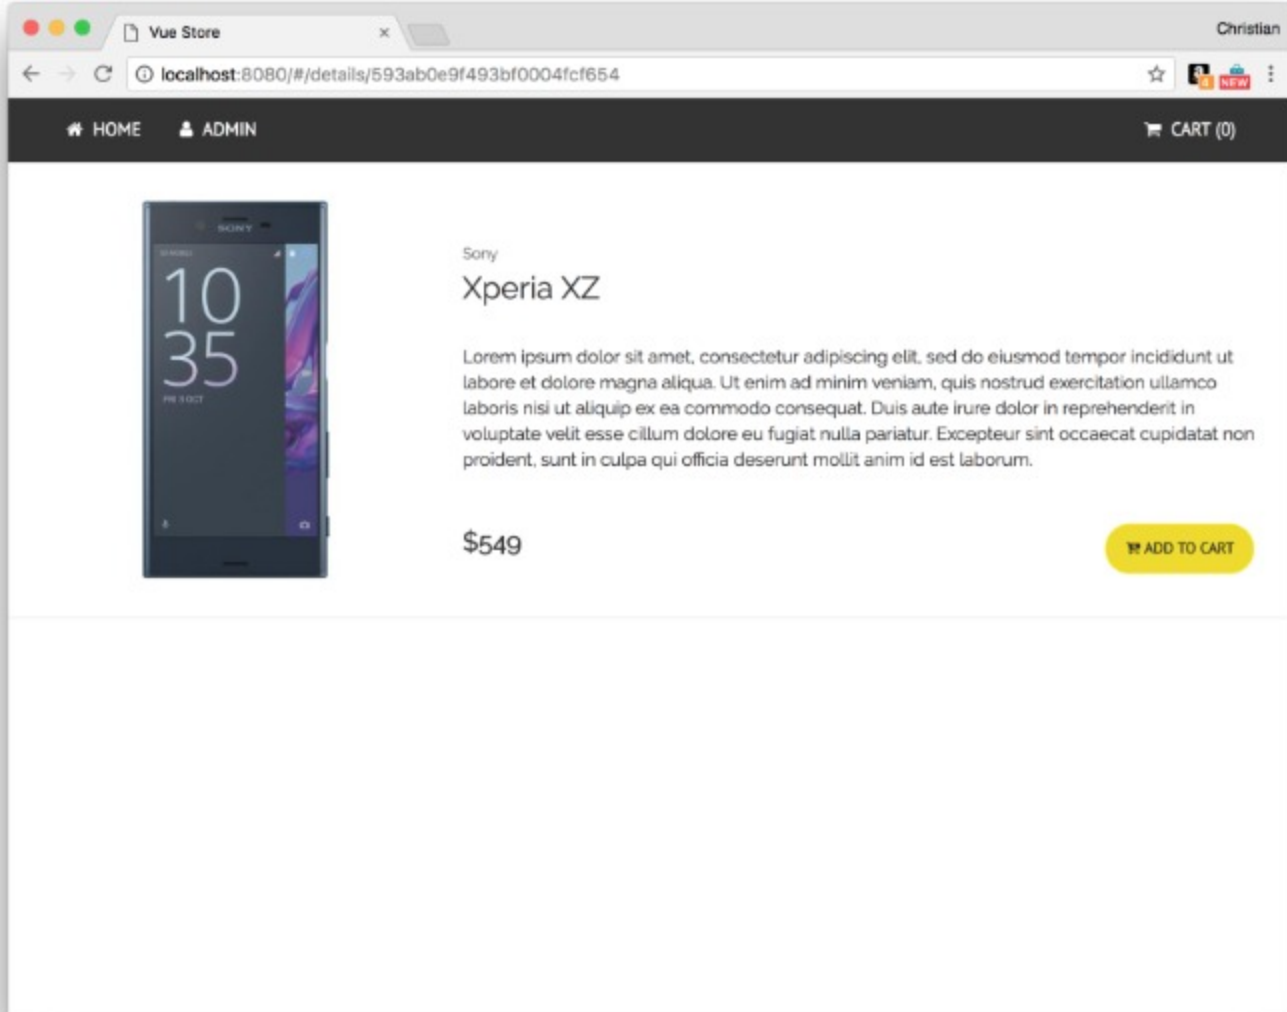 Vue Store
Christian
localhost:8080/#/details/593ab0e9f493bf0004fcf654
NEW
HOME ADMIN CART (0)
SONY
10
35
Sony
Xperia XZ
Lorem ipsum dolor sit amet, consectetur adipiscing elit, sed do eiusmod tempor incididunt ut
labore et dolore magna aliqua. Ut enim ad minim veniam, quis nostrud exercitation ullamco
laboris nisi ut aliquip ex ea commodo consequat. Duis aute irure dolor in reprehenderit in
voluptate velit esse cillum dolore eu fugiat nulla pariatur. Excepteur sint occaecat cupidatat non
proident, sunt in culpa qui officia deserunt mollit anim id est laborum.
$549
ADD TO CART